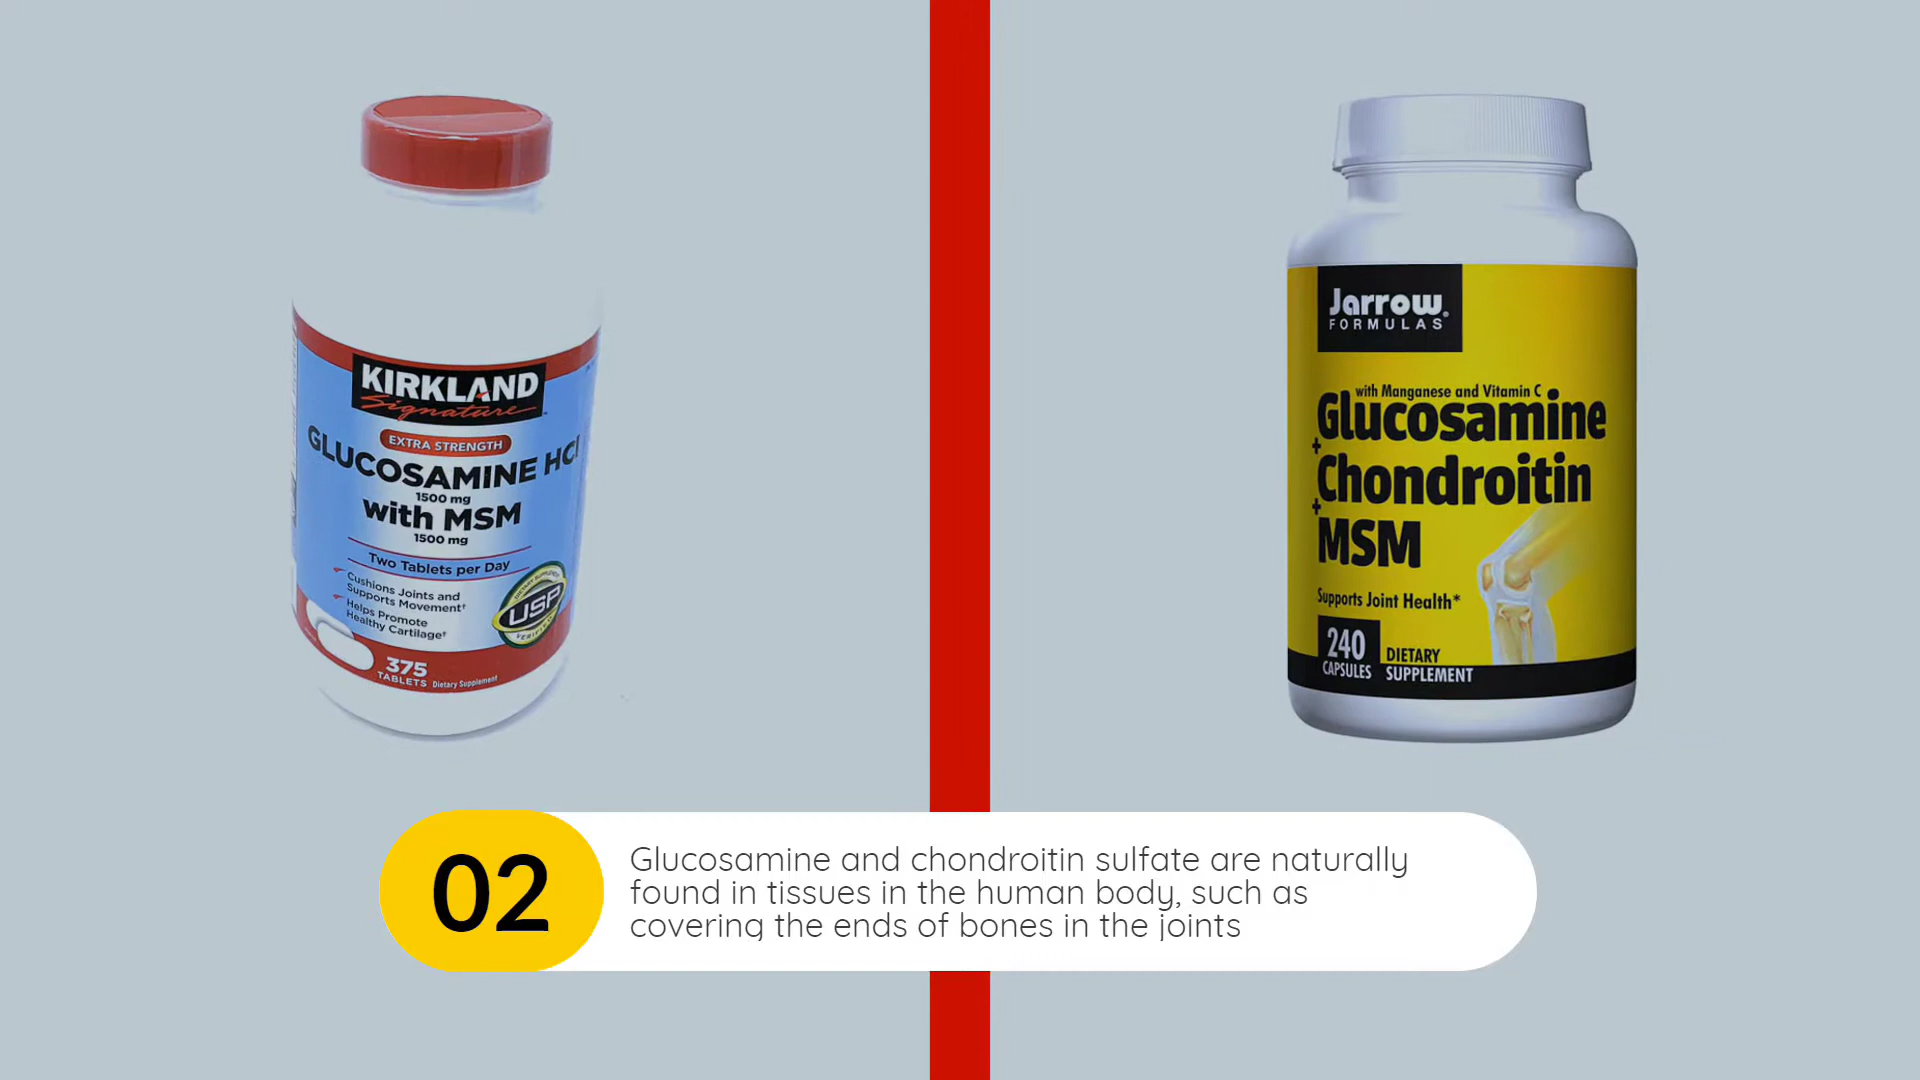 KIRKLAND
Signature
EXTRA STRENGTH
GLUCOSAMINE HCl
1500 mg
with MSM
1500 mg
Two Tablets per Day
Cushions Joints and
Supports Movement†
Helps Promote
Healthy Cartilage†
DIETARY SUPPLEMENT
USP
VERIFIED
375
TABLETS Dietary Supplement
Jarrow®
FORMULAS
with Manganese and Vitamin C
Glucosamine
+
Chondroitin
+
MSM
Supports Joint Health*
240
CAPSULES
DIETARY
SUPPLEMENT
02
Glucosamine and chondroitin sulfate are naturally
found in tissues in the human body, such as
covering the ends of bones in the joints